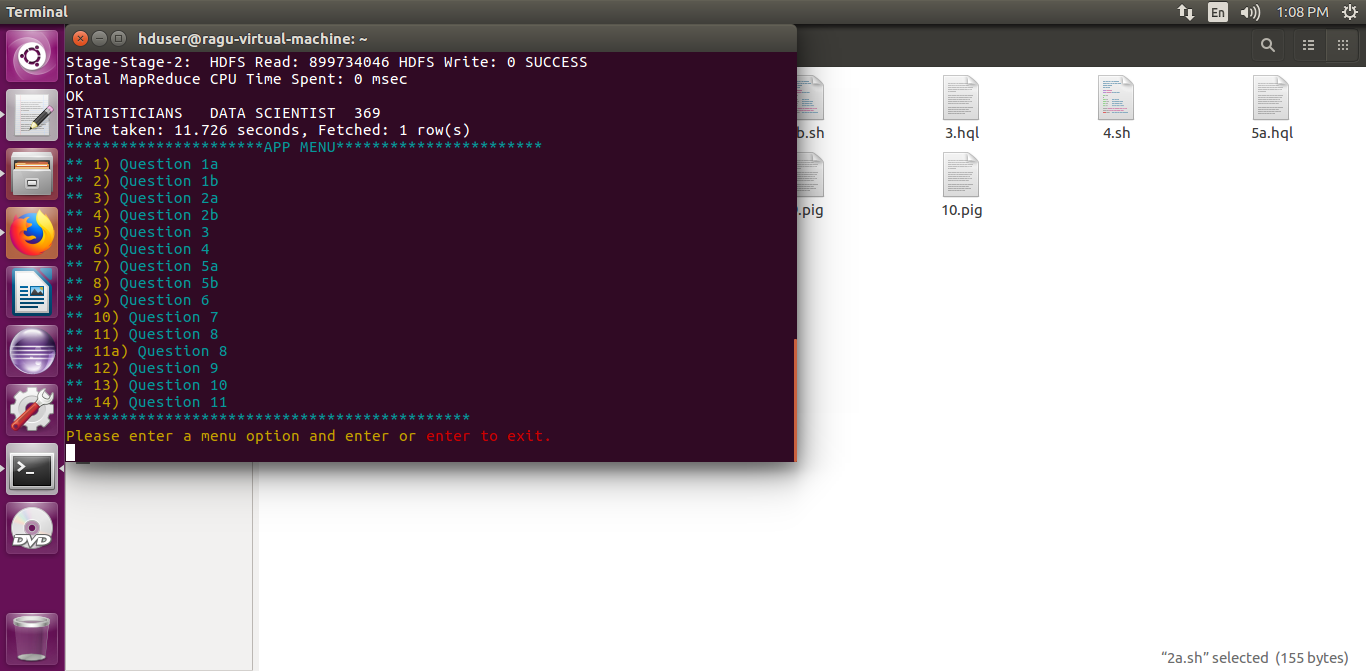 Terminal
En
1:08 PM
hduser@ragu-virtual-machine: ~
Stage-Stage-2:  HDFS Read: 899734046 HDFS Write: 0 SUCCESS
Total MapReduce CPU Time Spent: 0 msec
OK
STATISTICIANS   DATA SCIENTIST  369
Time taken: 11.726 seconds, Fetched: 1 row(s)
**********************APP MENU***********************
** 1) Question 1a
** 2) Question 1b
** 3) Question 2a
** 4) Question 2b
** 5) Question 3
** 6) Question 4
** 7) Question 5a
** 8) Question 5b
** 9) Question 6
** 10) Question 7
** 11) Question 8
** 11a) Question 8
** 12) Question 9
** 13) Question 10
** 14) Question 11
*********************************************
Please enter a menu option and enter or enter to exit.
b.sh
3.hql
4.sh
5a.hql
.pig
10.pig
DVD
“2a.sh” selected (155 bytes)